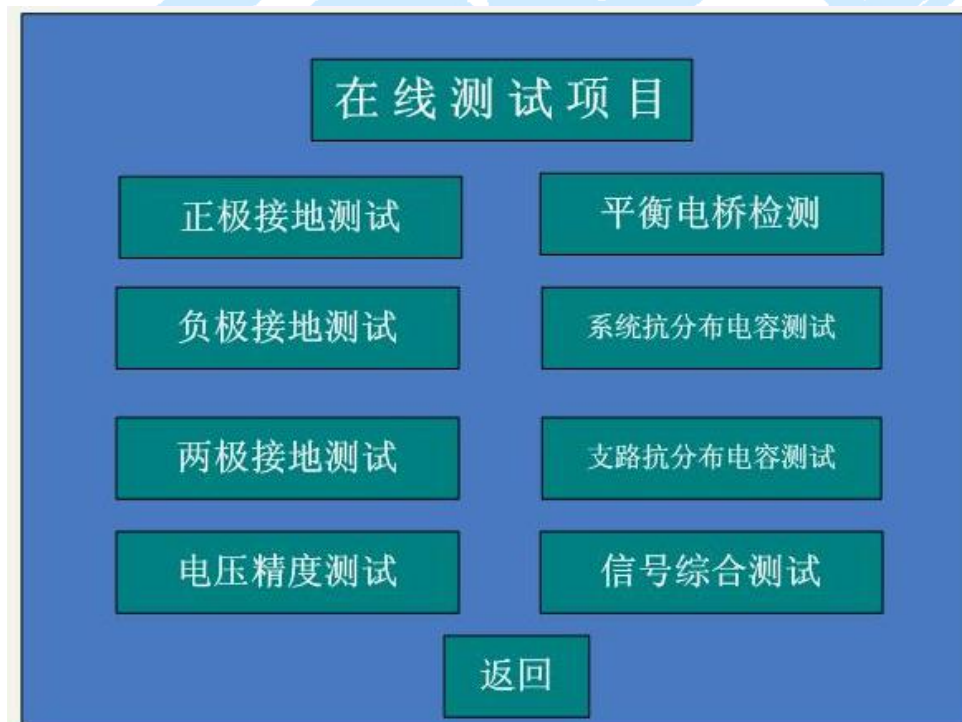 在线测试项目
正极接地测试
平衡电桥检测
负极接地测试
系统抗分布电容测试
两极接地测试
支路抗分布电容测试
电压精度测试
信号综合测试
返回